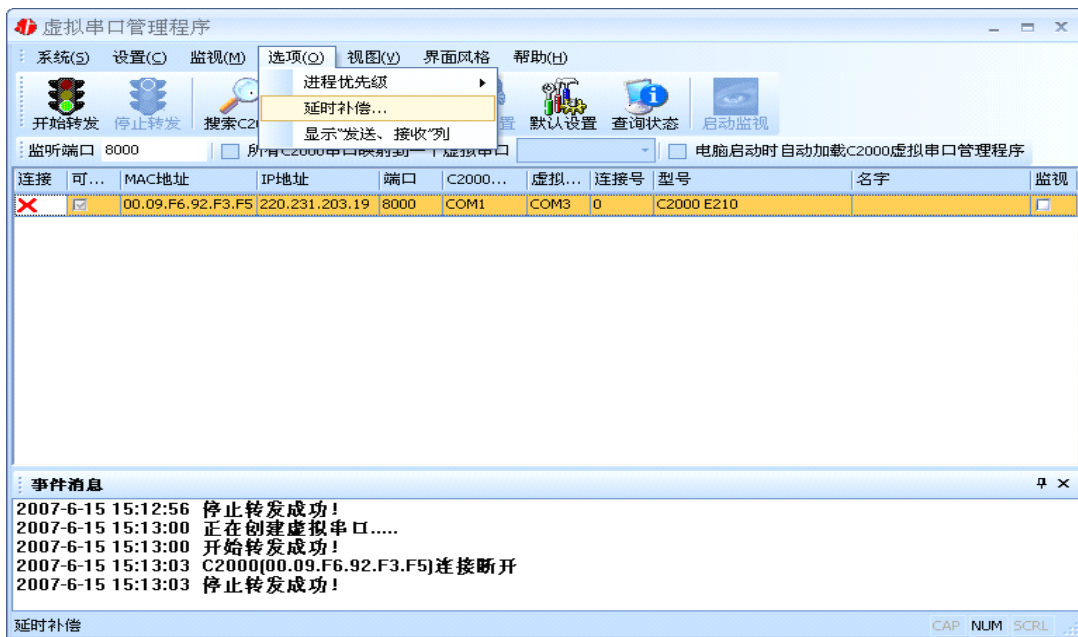 虚拟串口管理程序
系统(S) 设置(C) 监视(M) 选项(O) 视图(V) 界面风格 帮助(H)
进程优先级
延时补偿...
显示"发送、接收"列
开始转发 停止转发 搜索C2 置 默认设置 查询状态 启动监视
监听端口 8000 所有C2000串口映射到一个虚拟串口 电脑启动时自动加载C2000虚拟串口管理程序
连接 可... MAC地址 IP地址 端口 C2000... 虚拟... 连接号 型号 名字 监视
00.09.F6.92.F3.F5 220.231.203.19 8000 COM1 COM3 0 C2000 E210
事件消息
2007-6-15 15:12:56 停止转发成功!
2007-6-15 15:13:00 正在创建虚拟串口.....
2007-6-15 15:13:00 开始转发成功!
2007-6-15 15:13:03 C2000(00.09.F6.92.F3.F5)连接断开
2007-6-15 15:13:03 停止转发成功!
延时补偿 CAP NUM SCRL